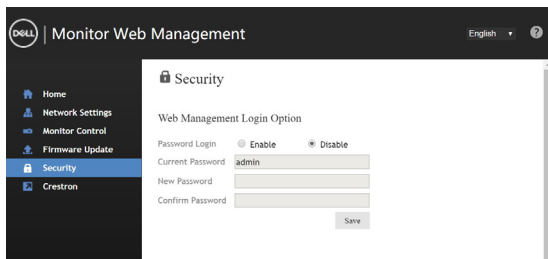 DELL | Monitor Web Management
English
?
Home
Network Settings
Monitor Control
Firmware Update
Security
Crestron
Security
Web Management Login Option
Password Login Enable Disable
Current Password admin
New Password
Confirm Password
Save